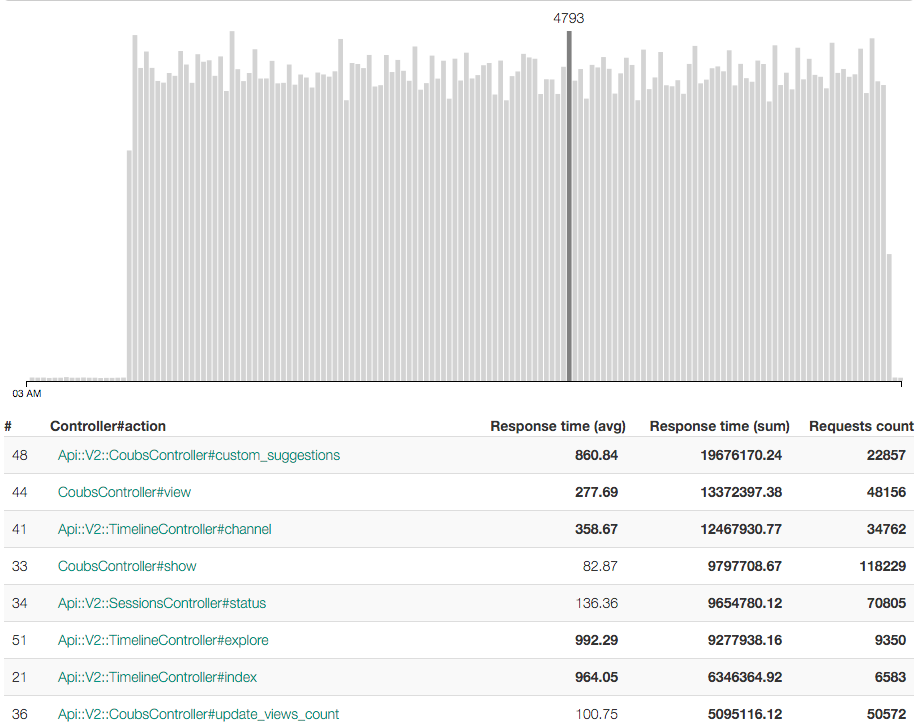 4793
03 AM
# Controller#action Response time (avg) Response time (sum) Requests count
48 Api::V2::CoubsController#custom_suggestions 860.84 19676170.24 22857
44 CoubsController#view 277.69 13372397.38 48156
41 Api::V2::TimelineController#channel 358.67 12467930.77 34762
33 CoubsController#show 82.87 9797708.67 118229
34 Api::V2::SessionsController#status 136.36 9654780.12 70805
51 Api::V2::TimelineController#explore 992.29 9277938.16 9350
21 Api::V2::TimelineController#index 964.05 6346364.92 6583
36 Api::V2::CoubsController#update_views_count 100.75 5095116.12 50572